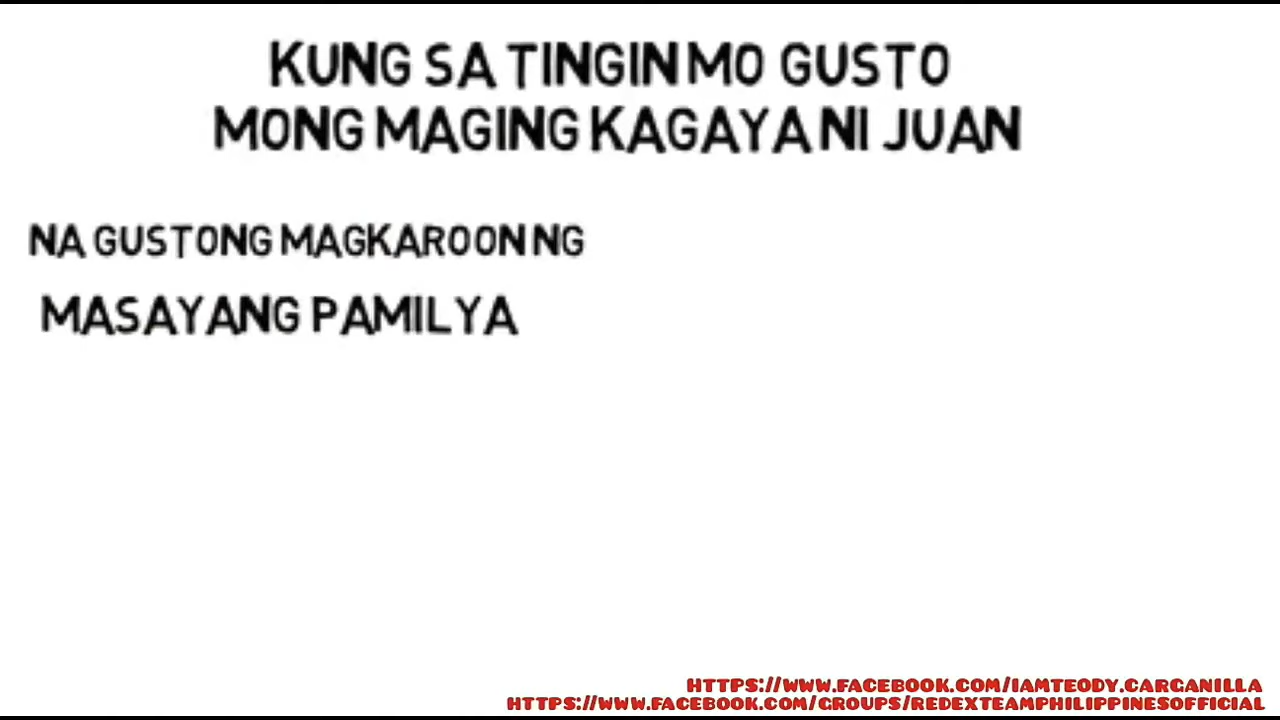 KUNG SA TINGIN MO GUSTO
MONG MAGING KAGAYA NI JUAN
NA GUSTONG MAGKAROON NG
MASAYANG PAMILYA
HTTPS://WWW.FACEBOOK.COM/IAMTEODY.CARGANILLA
HTTPS://WWW.FACEBOOK.COM/GROUPS/REDEXTEAMPHILIPPINESOFFICIAL